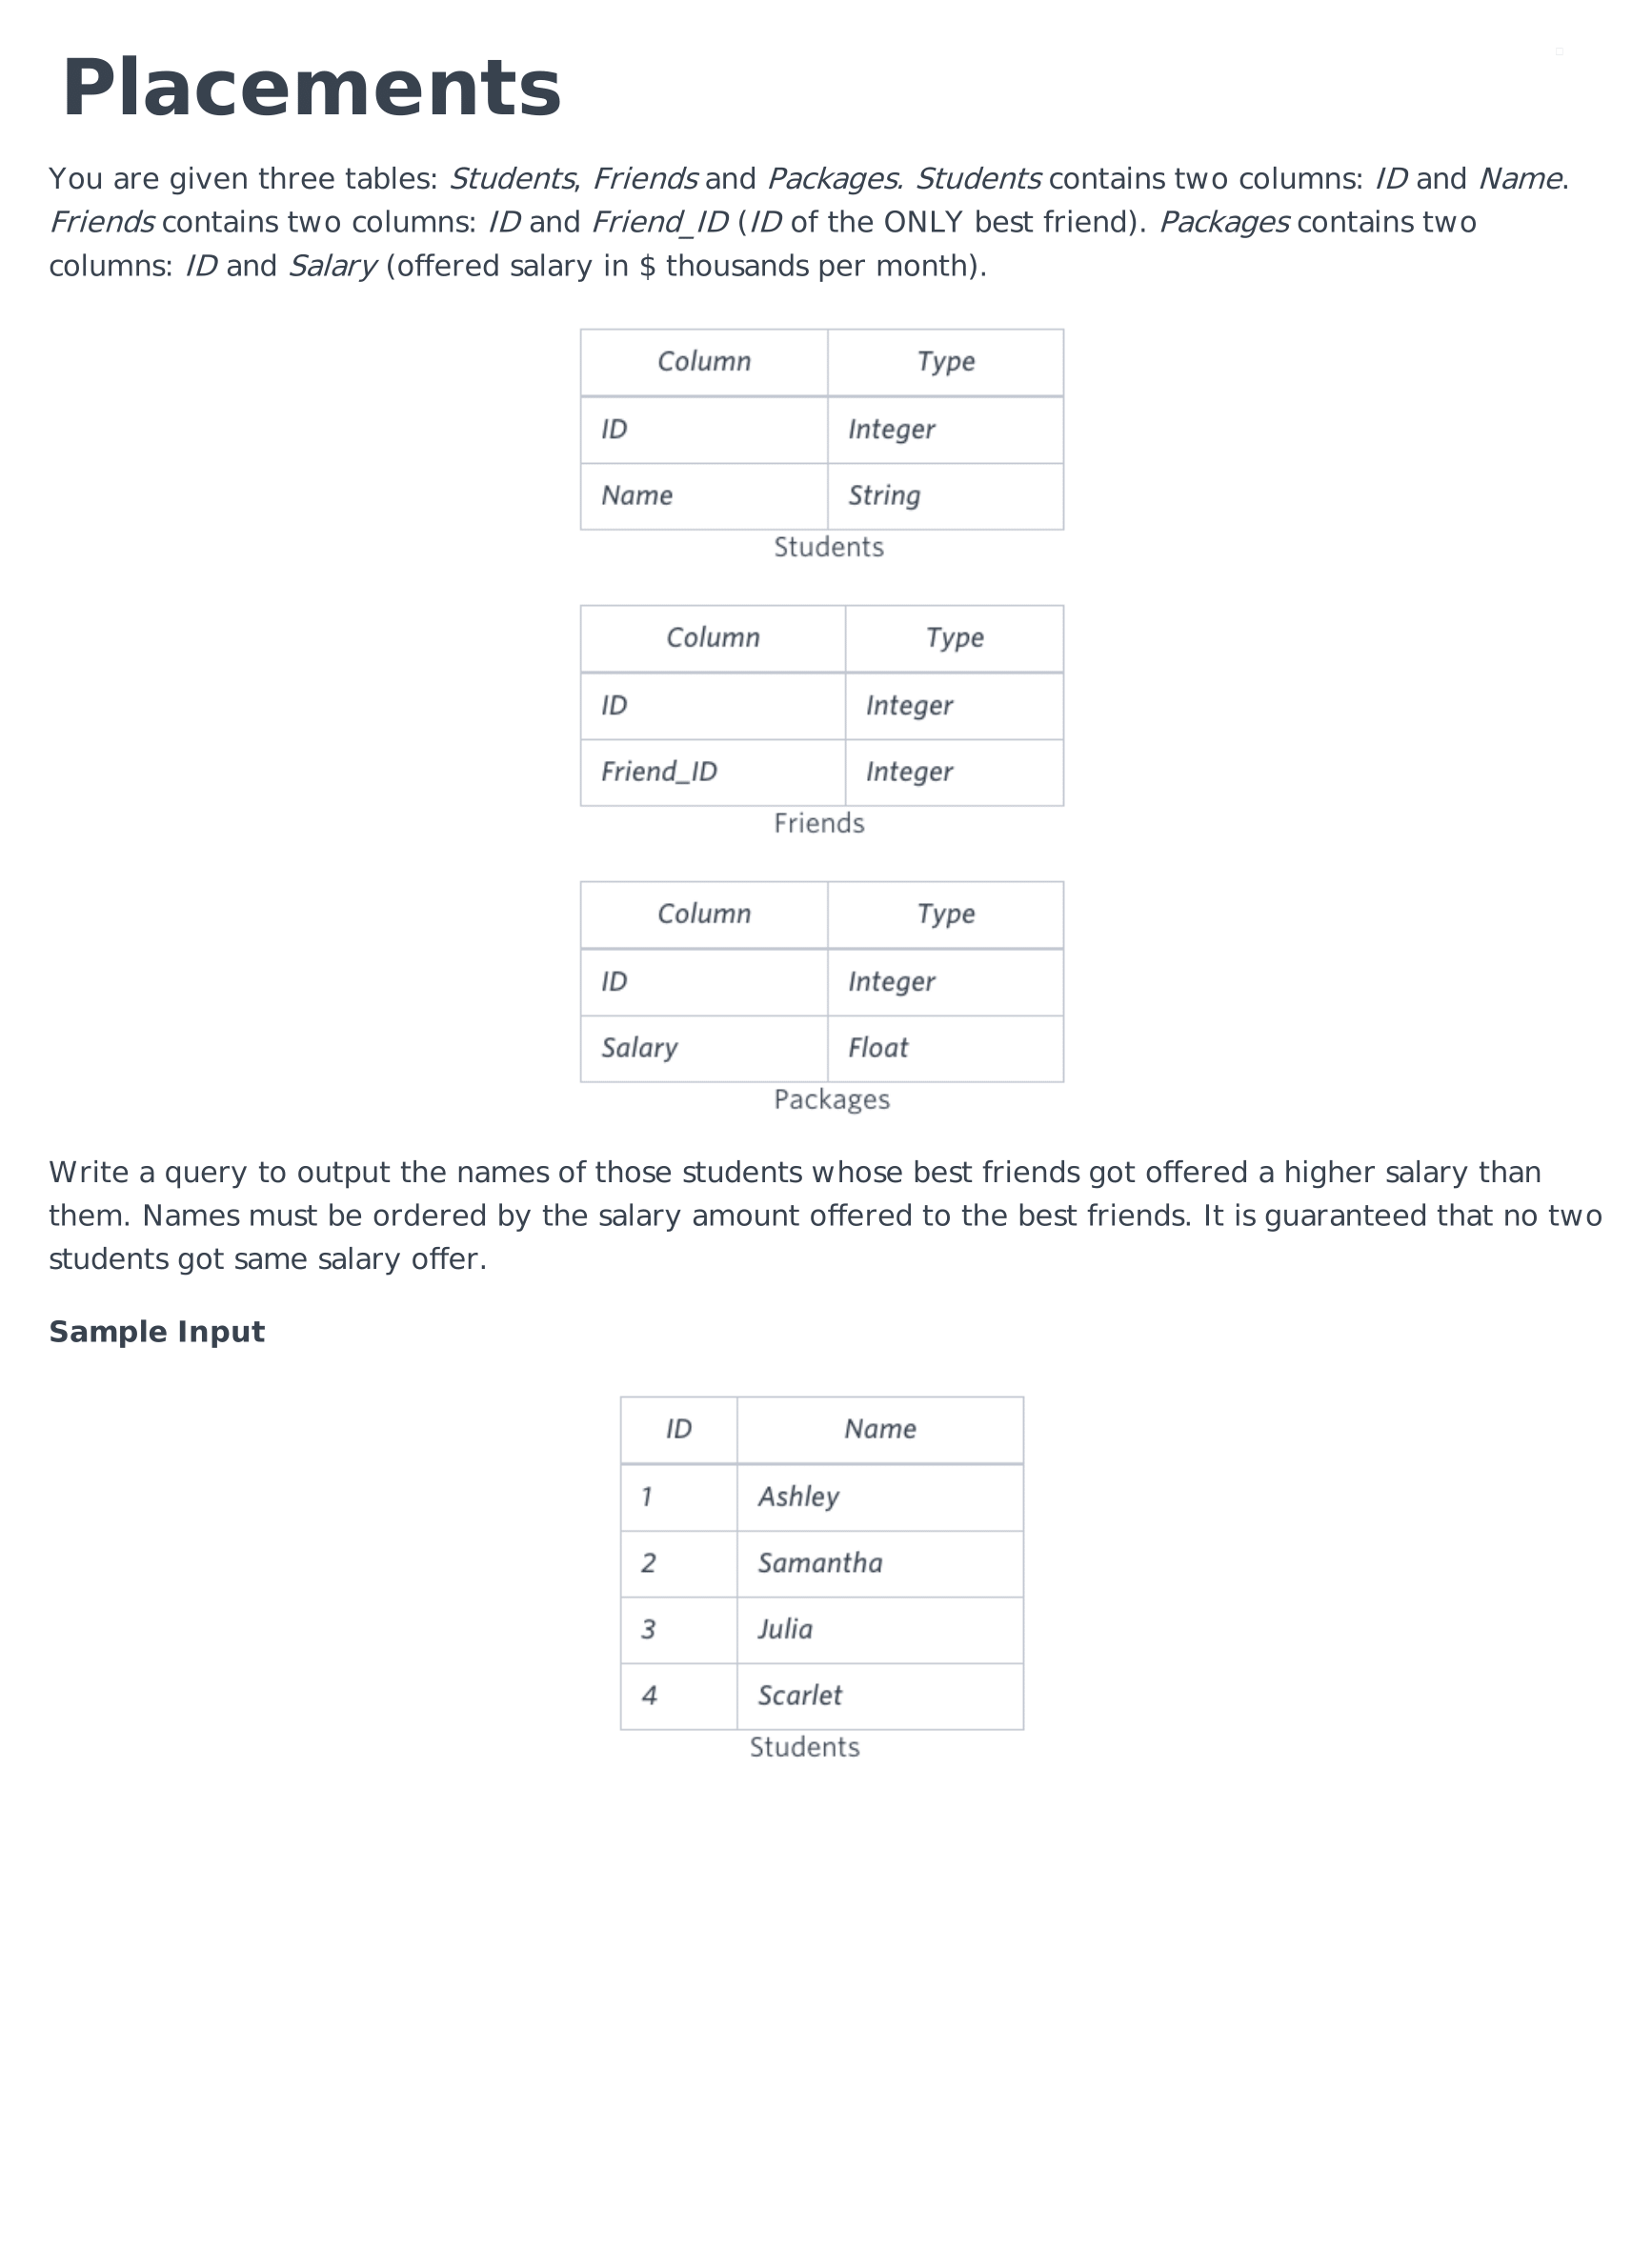 Placements
You are given three tables: Students, Friends and Packages. Students contains two columns: ID and Name.
Friends contains two columns: ID and Friend_ID (ID of the ONLY best friend). Packages contains two
columns: ID and Salary (offered salary in $ thousands per month).
Column Type
ID Integer
Name String
Students
Column Type
ID Integer
Friend_ID Integer
Friends
Column Type
ID Integer
Salary Float
Packages
Write a query to output the names of those students whose best friends got offered a higher salary than
them. Names must be ordered by the salary amount offered to the best friends. It is guaranteed that no two
students got same salary offer.
Sample Input
ID Name
1 Ashley
2 Samantha
3 Julia
4 Scarlet
Students